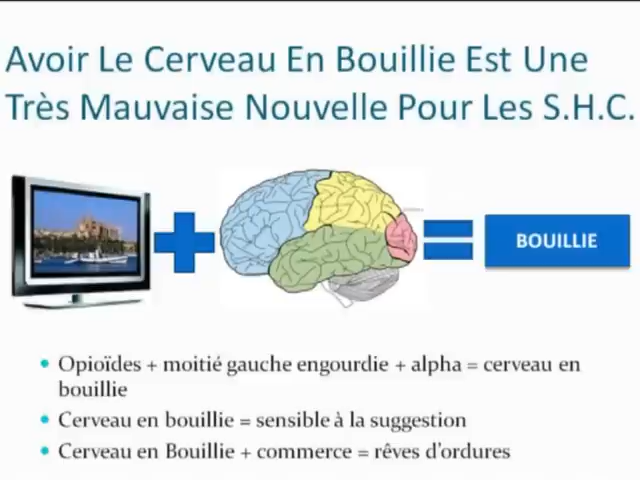 Avoir Le Cerveau En Bouillie Est Une
Très Mauvaise Nouvelle Pour Les S.H.C.
BOUILLIE
• Opioïdes + moitié gauche engourdie + alpha = cerveau en
bouillie
• Cerveau en bouillie = sensible à la suggestion
• Cerveau en Bouillie + commerce = rêves d'ordures